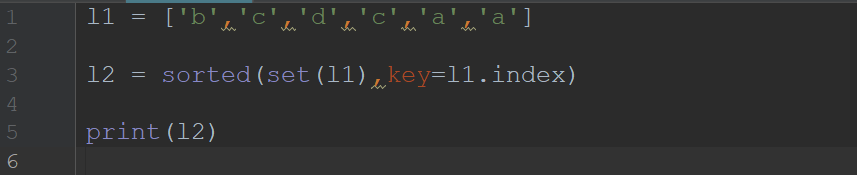 1 l1 = ['b','c','d','c','a','a']
2
3 l2 = sorted(set(l1),key=l1.index)
4
5 print(l2)
6